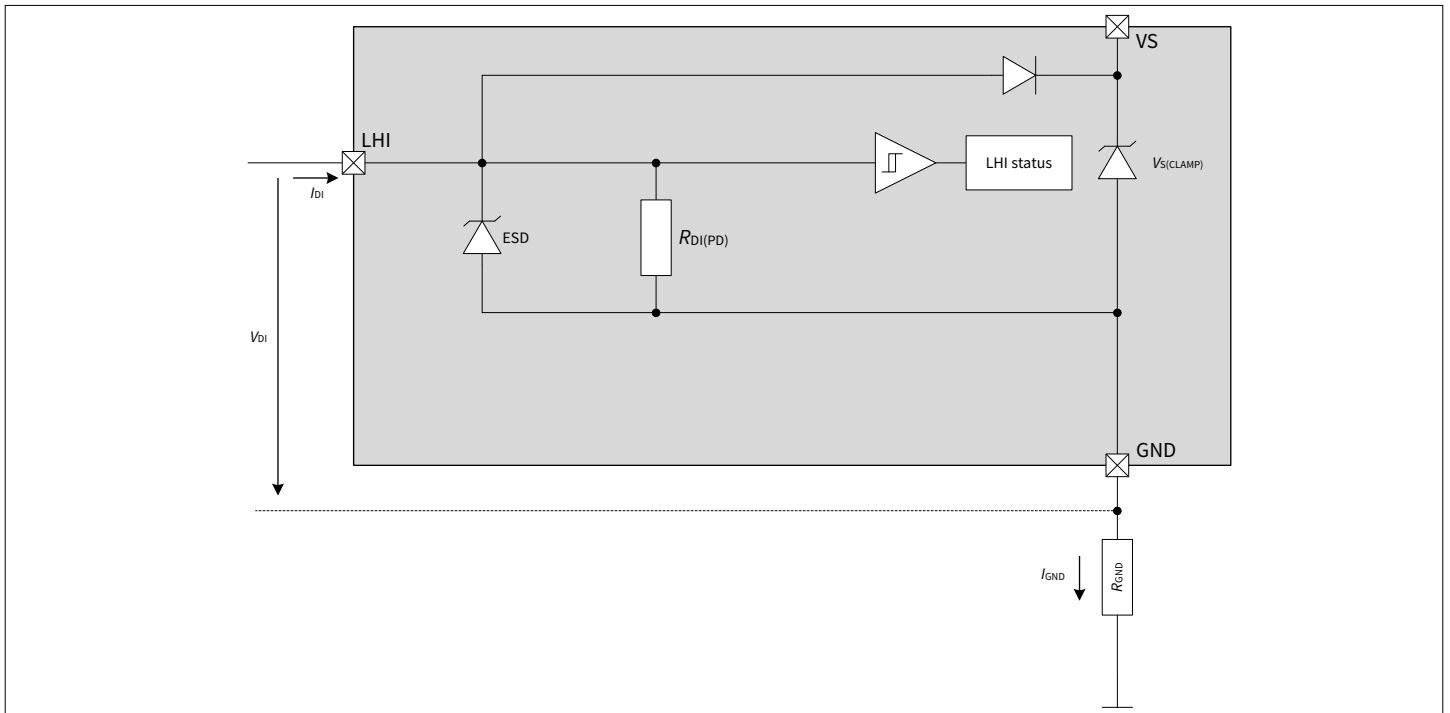 VS
LHI
LHI status
VS(CLAMP)
IDI
ESD
RDI(PD)
VDI
GND
IGND
RGND